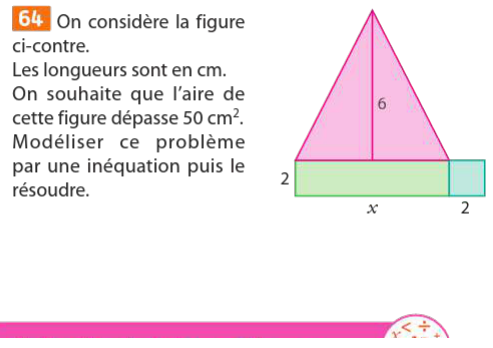 64 On considère la figure
ci-contre.
Les longueurs sont en cm.
On souhaite que l'aire de
cette figure dépasse 50 cm².
Modéliser ce problème
par une inéquation puis le
résoudre.
6
2
x
2